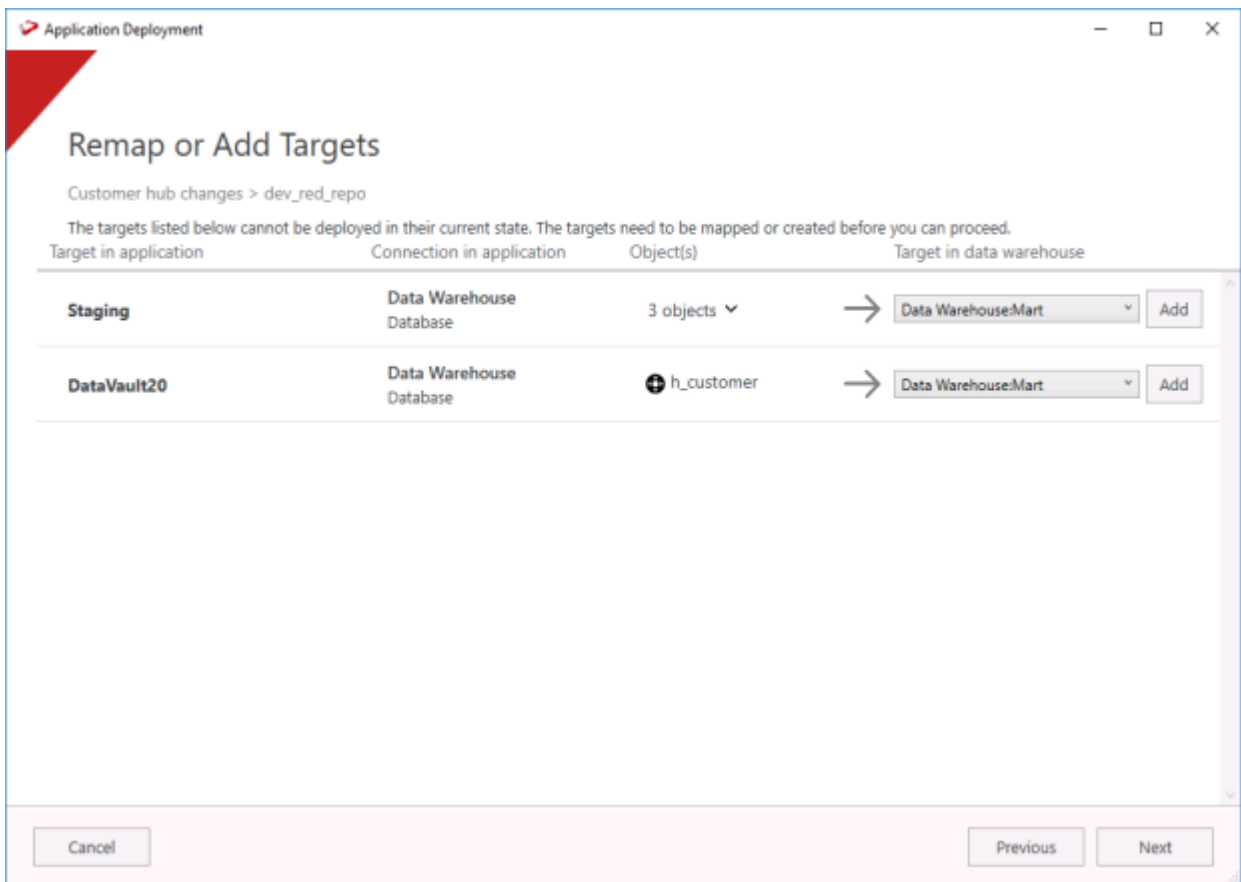 Application Deployment
Remap or Add Targets
Customer hub changes > dev_red_repo
The targets listed below cannot be deployed in their current state. The targets need to be mapped or created before you can proceed.
Target in application Connection in application Object(s) Target in data warehouse
Staging Data Warehouse Database 3 objects Data Warehouse:Mart Add
DataVault20 Data Warehouse Database h_customer Data Warehouse:Mart Add
Cancel Previous Next